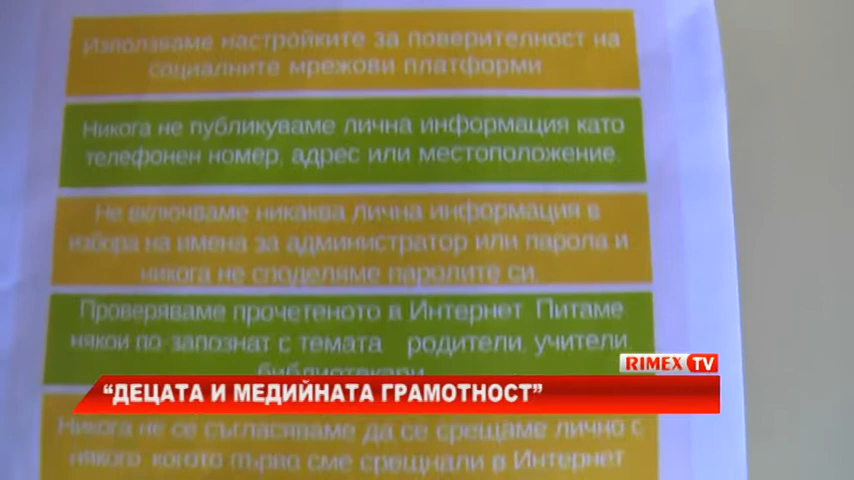 Използваме настройките за поверителност на
социалните мрежови платформи
Никога не публикуваме лична информация като
телефонен номер, адрес или местоположение.
Не включваме никаква лична информация в
избора на имена за администратор или парола и
никога не споделяме паролите си.
Проверяваме прочетеното в Интернет. Питаме
някой по-запознат с темата родители, учители,
библиотекари.
RIMEX TV
“ДЕЦАТА И МЕДИЙНАТА ГРАМОТНОСТ”
Никога не се съгласяваме да се срещаме лично с
някого, когото първо сме срещнали в Интернет